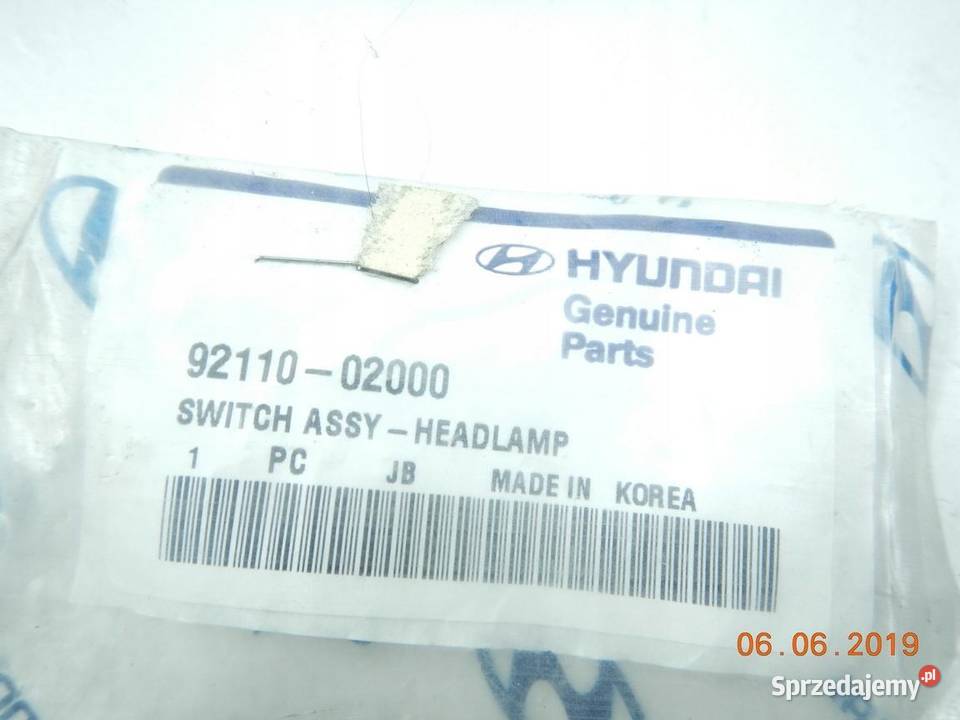 HYUNDAI
Genuine
Parts
92110-02000
SWITCH ASSY-HEADLAMP
1 PC JB MADE IN KOREA
06.06.2019
Sprzedajemy.pl